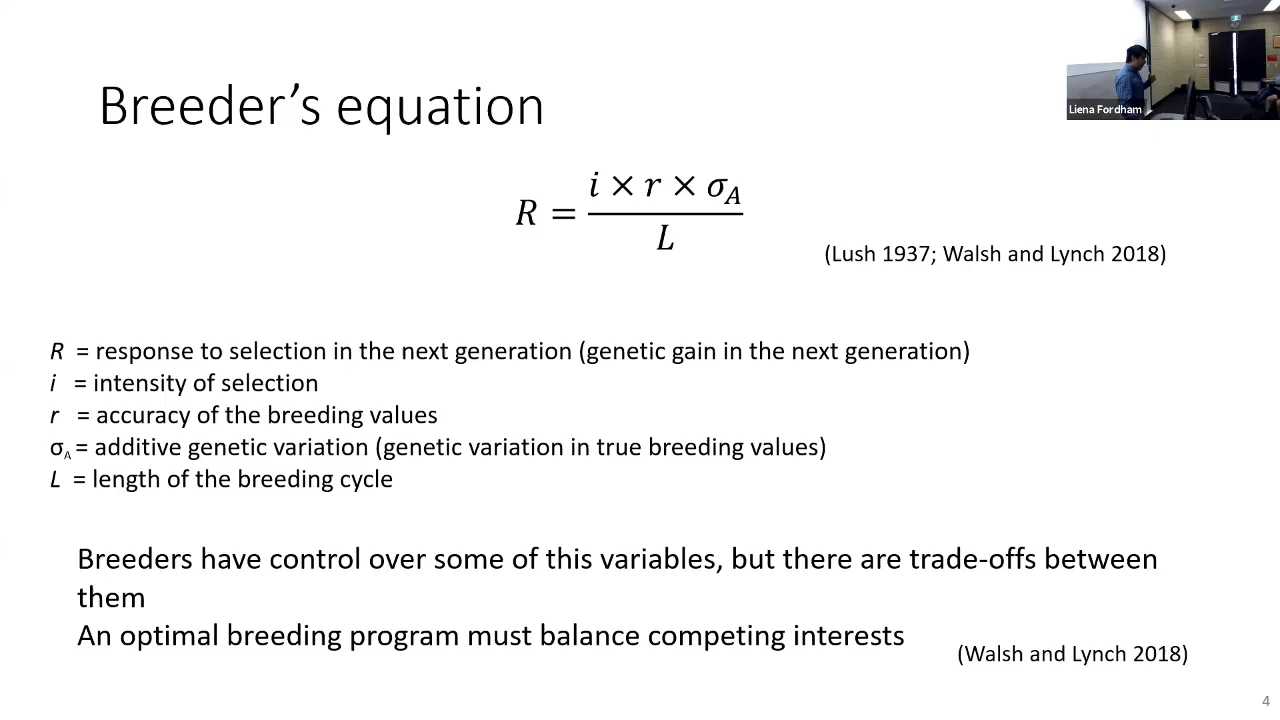 Liena Fordham
Breeder’s equation
R = i × r × σ_A / L
(Lush 1937; Walsh and Lynch 2018)
R = response to selection in the next generation (genetic gain in the next generation)
i = intensity of selection
r = accuracy of the breeding values
σ_A = additive genetic variation (genetic variation in true breeding values)
L = length of the breeding cycle
Breeders have control over some of this variables, but there are trade-offs between
them
An optimal breeding program must balance competing interests
(Walsh and Lynch 2018)
4